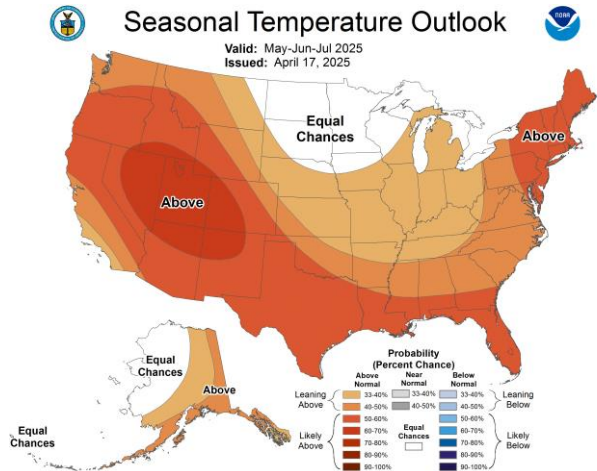 Seasonal Temperature Outlook
NOAA
Valid: May-Jun-Jul 2025
Issued: April 17, 2025
Equal
Chances
Above
Above
Equal
Chances
Above
Equal
Chances
Probability
(Percent Chance)
Above
Normal
Near
Normal
Below
Normal
Leaning
Above
33-40%
40-50%
33-40%
40-50%
33-40%
40-50%
Leaning
Below
Likely
Above
50-60%
60-70%
70-80%
80-90%
90-100%
Equal
Chances
50-60%
60-70%
70-80%
80-90%
90-100%
Likely
Below